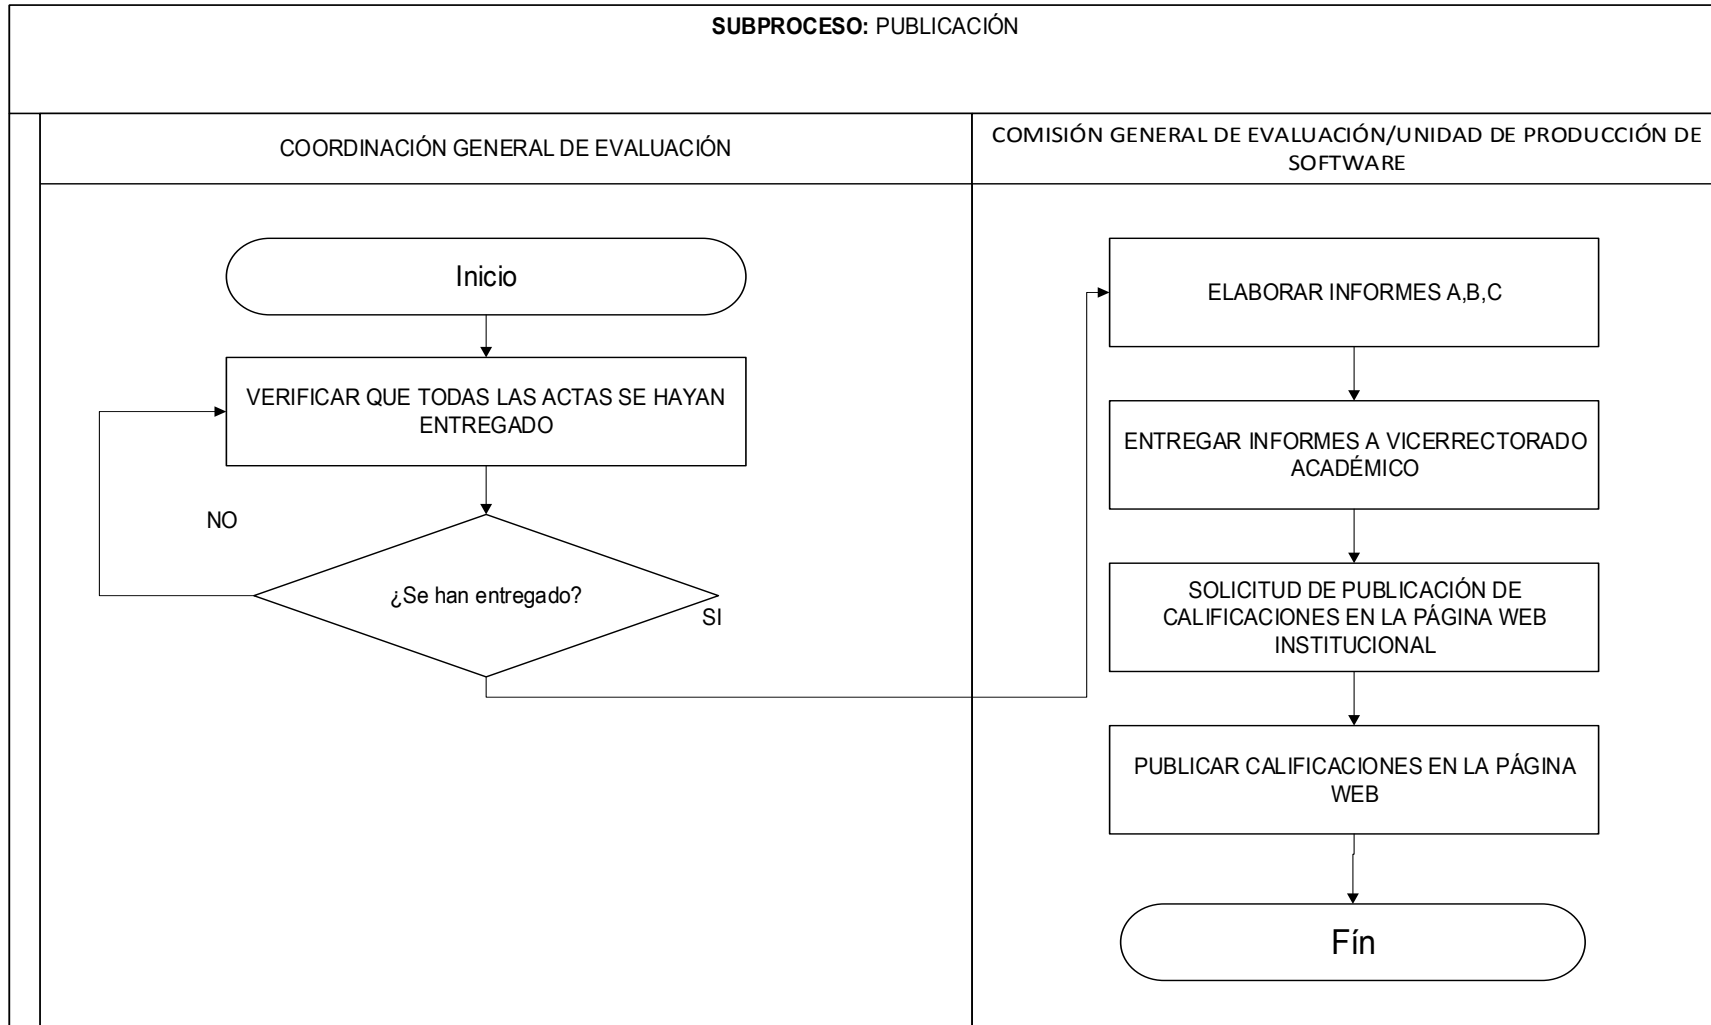 SUBPROCESO: PUBLICACIÓN
COORDINACIÓN GENERAL DE EVALUACIÓN
COMISIÓN GENERAL DE EVALUACIÓN/UNIDAD DE PRODUCCIÓN DE
SOFTWARE
Inicio
VERIFICAR QUE TODAS LAS ACTAS SE HAYAN
ENTREGADO
NO
¿Se han entregado?
SI
ELABORAR INFORMES A,B,C
ENTREGAR INFORMES A VICERRECTORADO
ACADÉMICO
SOLICITUD DE PUBLICACIÓN DE
CALIFICACIONES EN LA PÁGINA WEB
INSTITUCIONAL
PUBLICAR CALIFICACIONES EN LA PÁGINA
WEB
Fín